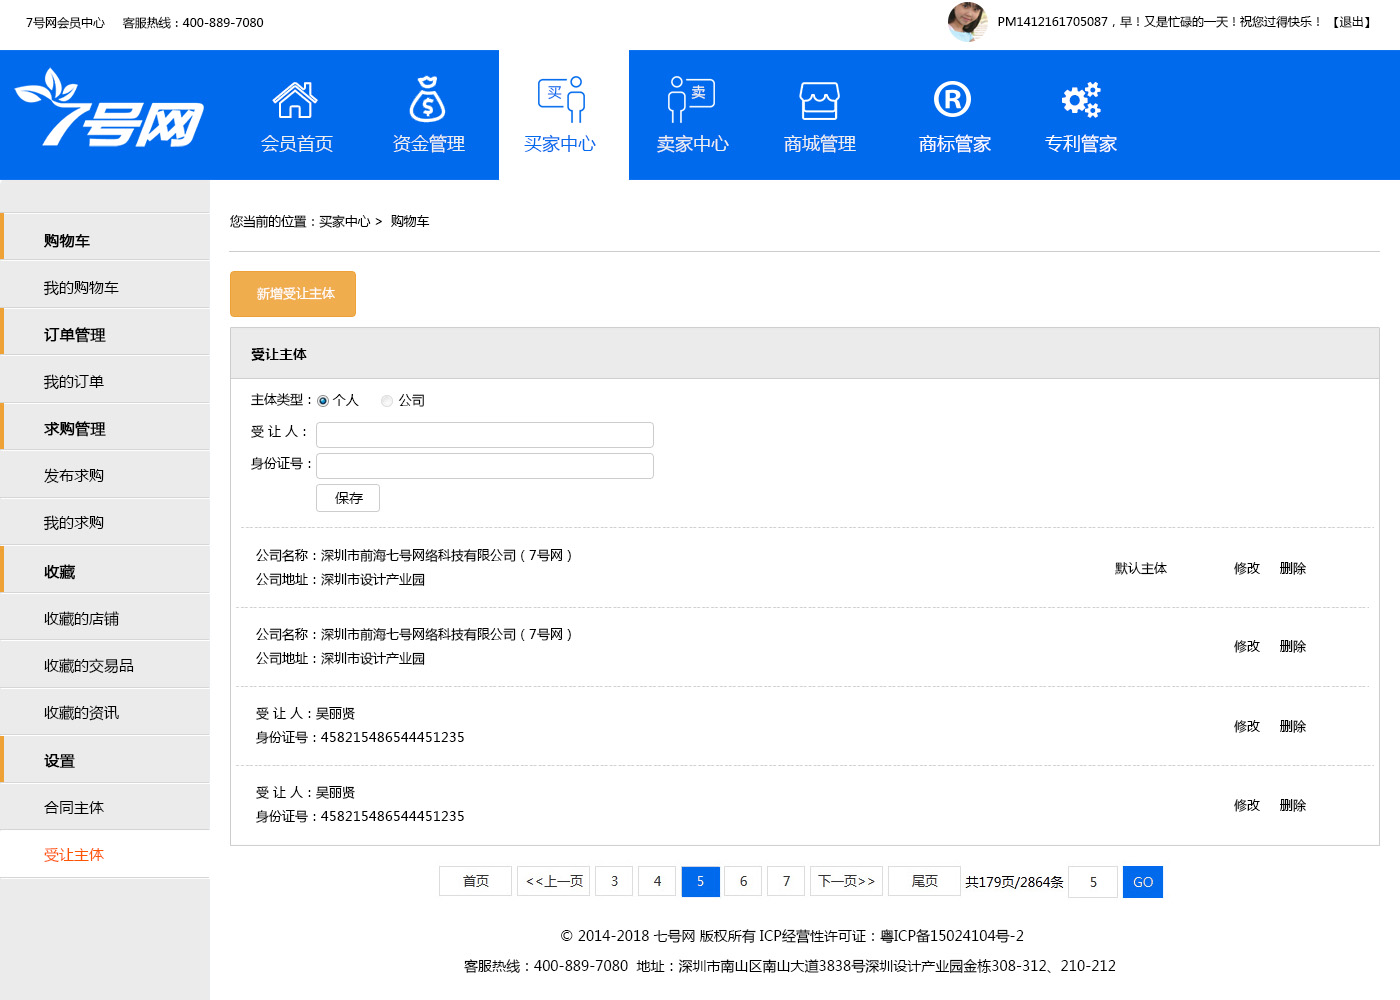 7号网会员中心 客服热线：400-889-7080
PM1412161705087，早！又是忙碌的一天！祝您过得快乐！ 【退出】
7号网
会员首页
资金管理
买
买家中心
卖
卖家中心
商城管理
R
商标管家
专利管家
购物车
我的购物车
订单管理
我的订单
求购管理
发布求购
我的求购
收藏
收藏的店铺
收藏的交易品
收藏的资讯
设置
合同主体
受让主体
您当前的位置：买家中心 > 购物车
新增受让主体
受让主体
主体类型： 个人 公司
受 让 人：
身份证号：
保存
公司名称：深圳市前海七号网络科技有限公司（7号网）
公司地址：深圳市设计产业园
默认主体 修改 删除
公司名称：深圳市前海七号网络科技有限公司（7号网）
公司地址：深圳市设计产业园
修改 删除
受 让 人：吴丽贤
身份证号：458215486544451235
修改 删除
受 让 人：吴丽贤
身份证号：458215486544451235
修改 删除
首页 <<上一页 3 4 5 6 7 下一页>> 尾页 共179页/2864条 5 GO
© 2014-2018 七号网 版权所有 ICP经营性许可证：粤ICP备15024104号-2
客服热线：400-889-7080 地址：深圳市南山区南山大道3838号深圳设计产业园金栋308-312、210-212